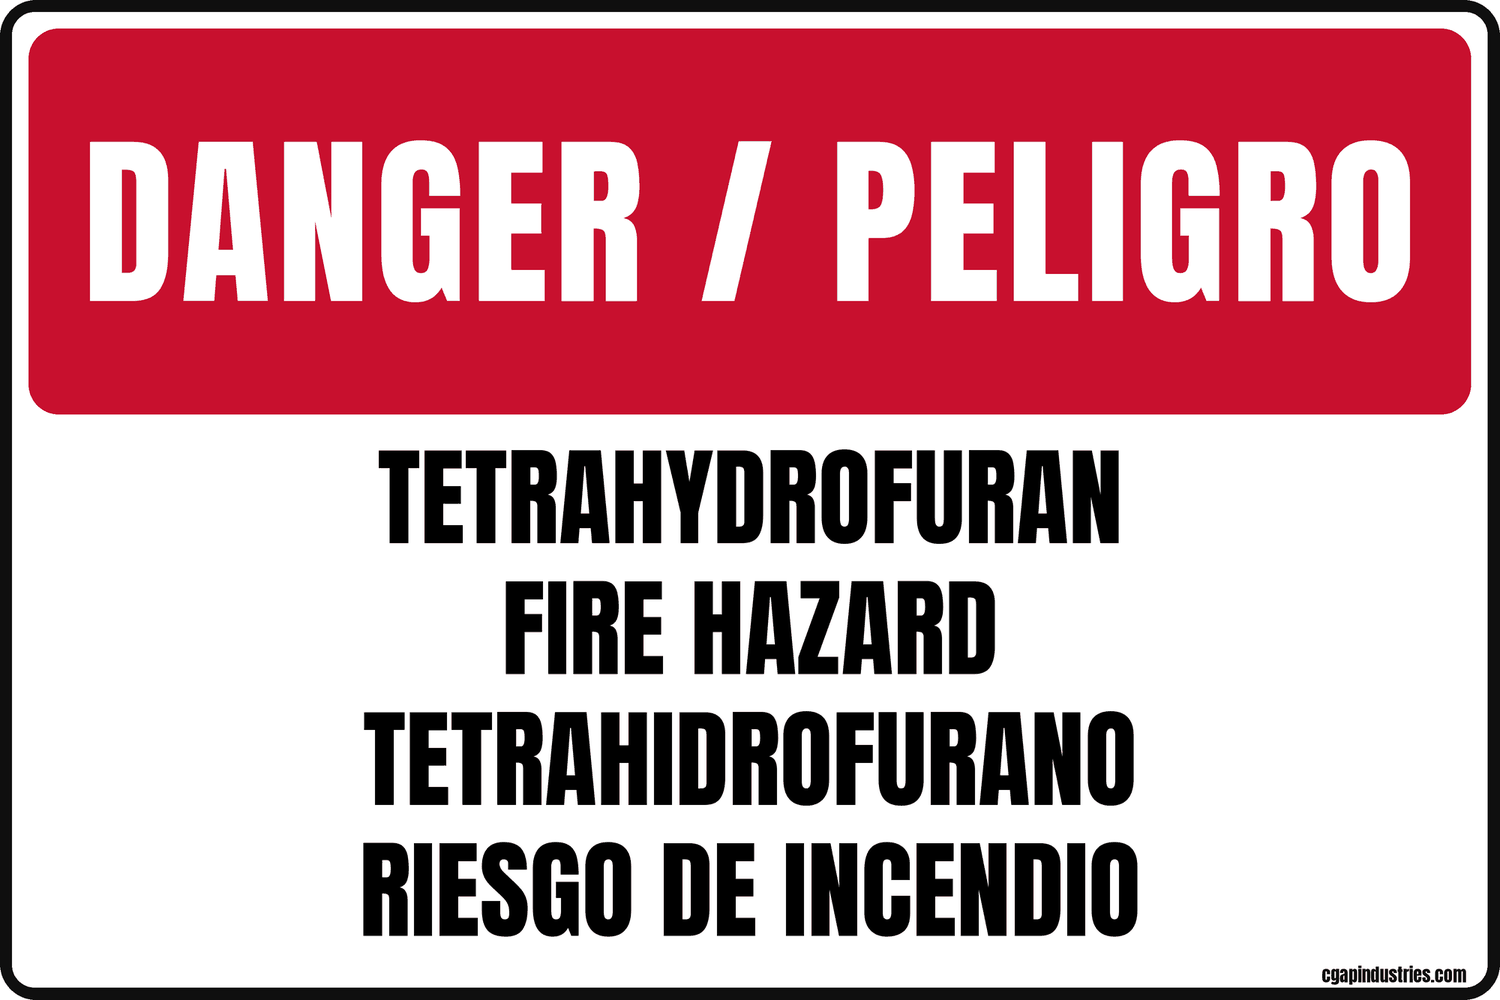 DANGER / PELIGRO
TETRAHYDROFURAN
FIRE HAZARD
TETRAHIDROFURANO
RIESGO DE INCENDIO
cgapindustries.com